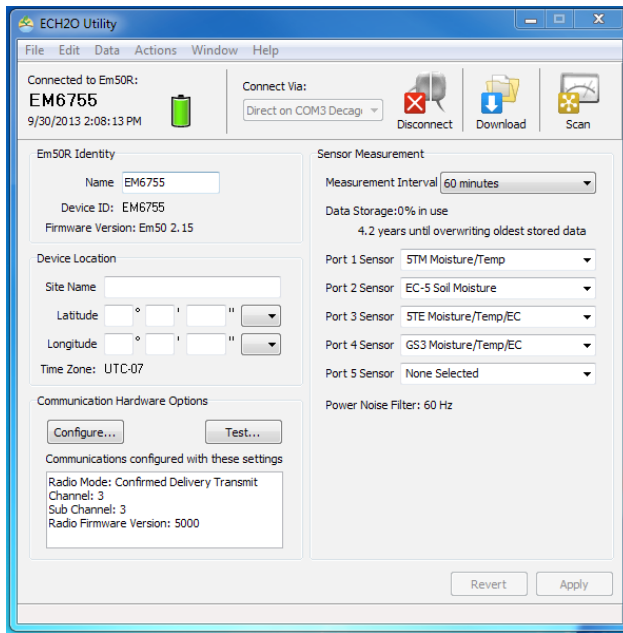 ECH2O Utility
File Edit Data Actions Window Help
Connected to Em50R:
EM6755
9/30/2013 2:08:13 PM
Connect Via:
Direct on COM3 Decag
Disconnect
Download
Scan
Em50R Identity
Name EM6755
Device ID: EM6755
Firmware Version: Em50 2.15
Device Location
Site Name
Latitude ° ' "
Longitude ° ' "
Time Zone: UTC-07
Communication Hardware Options
Configure... Test...
Communications configured with these settings
Radio Mode: Confirmed Delivery Transmit
Channel: 3
Sub Channel: 3
Radio Firmware Version: 5000
Sensor Measurement
Measurement Interval 60 minutes
Data Storage:0% in use
4.2 years until overwriting oldest stored data
Port 1 Sensor 5TM Moisture/Temp
Port 2 Sensor EC-5 Soil Moisture
Port 3 Sensor 5TE Moisture/Temp/EC
Port 4 Sensor GS3 Moisture/Temp/EC
Port 5 Sensor None Selected
Power Noise Filter: 60 Hz
Revert Apply